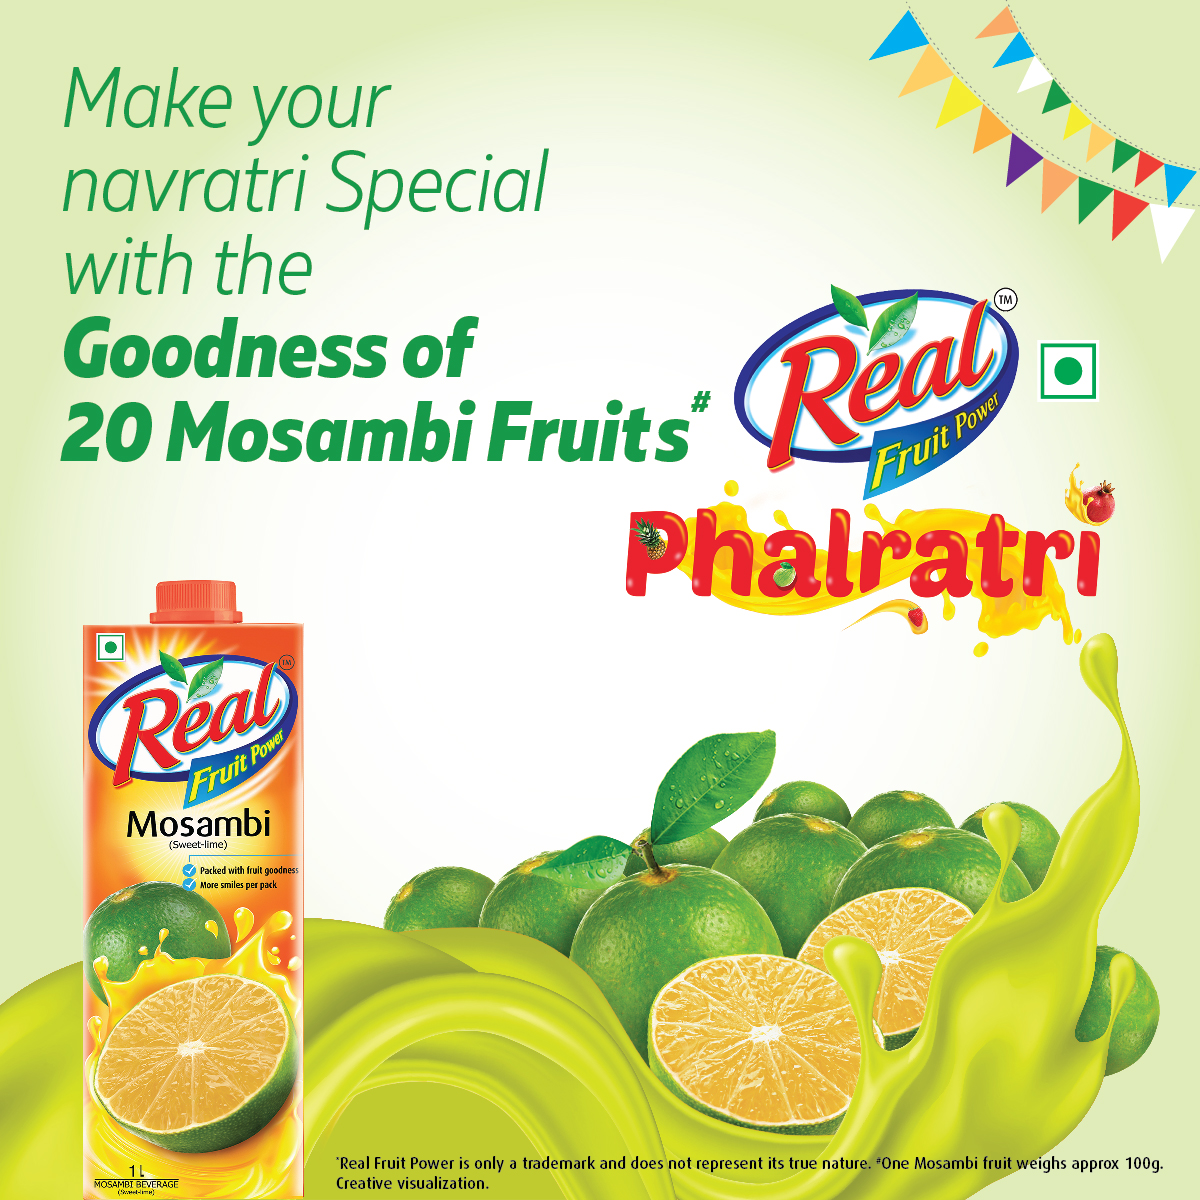 Make your
navratri Special
with the
Goodness of
20 Mosambi Fruits#
Real
TM
Fruit Power
Phalratri
Real
TM
Fruit Power
Mosambi
(Sweet-lime)
Packed with fruit goodness
More smiles per pack
1L
MOSAMBI BEVERAGE
(Sweet-lime)
*Real Fruit Power is only a trademark and does not represent its true nature. #One Mosambi fruit weighs approx 100g.
Creative visualization.